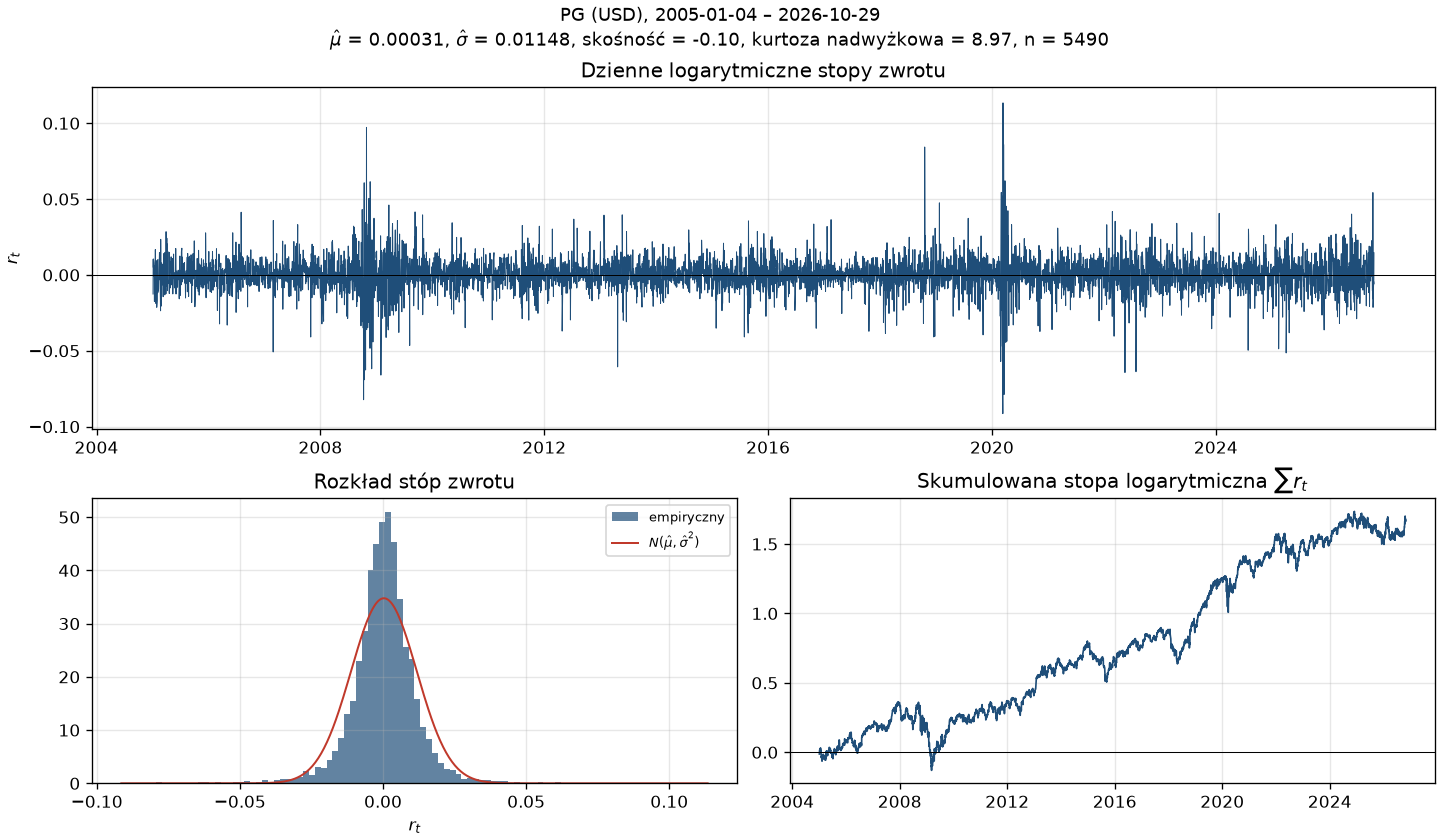 PG (USD), 2005-01-04 – 2026-10-29
μ̂ = 0.00031, σ̂ = 0.01148, skośność = -0.10, kurtoza nadwyżkowa = 8.97, n = 5490
Dzienne logarytmiczne stopy zwrotu
r_t
0.10
0.05
0.00
−0.05
−0.10
2004 2008 2012 2016 2020 2024
Rozkład stóp zwrotu
50
40
30
20
10
0
empiryczny
N(μ̂, σ̂²)
−0.10 −0.05 0.00 0.05 0.10
r_t
Skumulowana stopa logarytmiczna ∑r_t
1.5
1.0
0.5
0.0
2004 2008 2012 2016 2020 2024